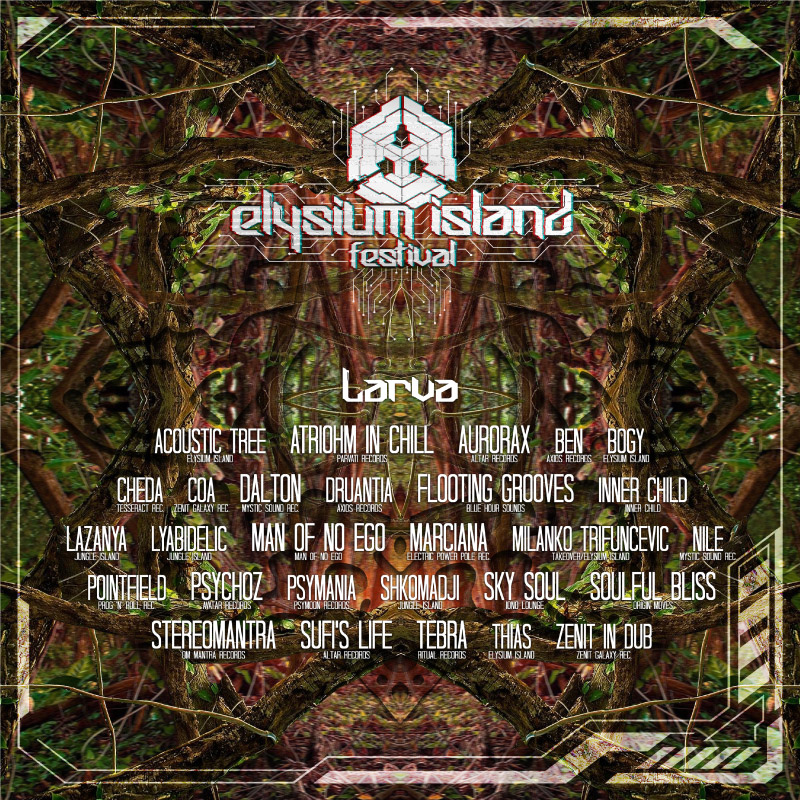 elysium island
festival
Larva
ACOUSTIC TREE ATRIOHM IN CHILL AURORAX BEN BOGY
ELYSIUM ISLAND PARVATI RECORDS ALTAR RECORDS AXIOS RECORDS ELYSIUM ISLAND
CHEDA COA DALTON DRUANTIA FLOOTING GROOVES INNER CHILD
TESSERACT REC. ZENIT GALAXY REC. MYSTIC SOUND REC. AXIOS RECORDS BLUE HOUR SOUNDS INNER CHILD
LAZANYA LYABIDELIC MAN OF NO EGO MARCIANA MILANKO TRIFUNCEVIC NILE
JUNGLE ISLAND JUNGLE ISLAND MAN OF NO EGO ELECTRIC POWER POLE REC. TAKEOVER/ELYSIUM ISLAND MYSTIC SOUND REC.
POINTFIELD PSYCHOZ PSYMANIA SHKOMADJI SKY SOUL SOULFUL BLISS
PROG 'N' ROLL REC. AVATAR RECORDS PSYMOON RECORDS JUNGLE ISLAND IONO LOUNGE ORIGIN MOVES
STEREOMANTRA SUFI'S LIFE TEBRA THIAS ZENIT IN DUB
OM MANTRA RECORDS ALTAR RECORDS RITUAL RECORDS ELYSIUM ISLAND ZENIT GALAXY REC.